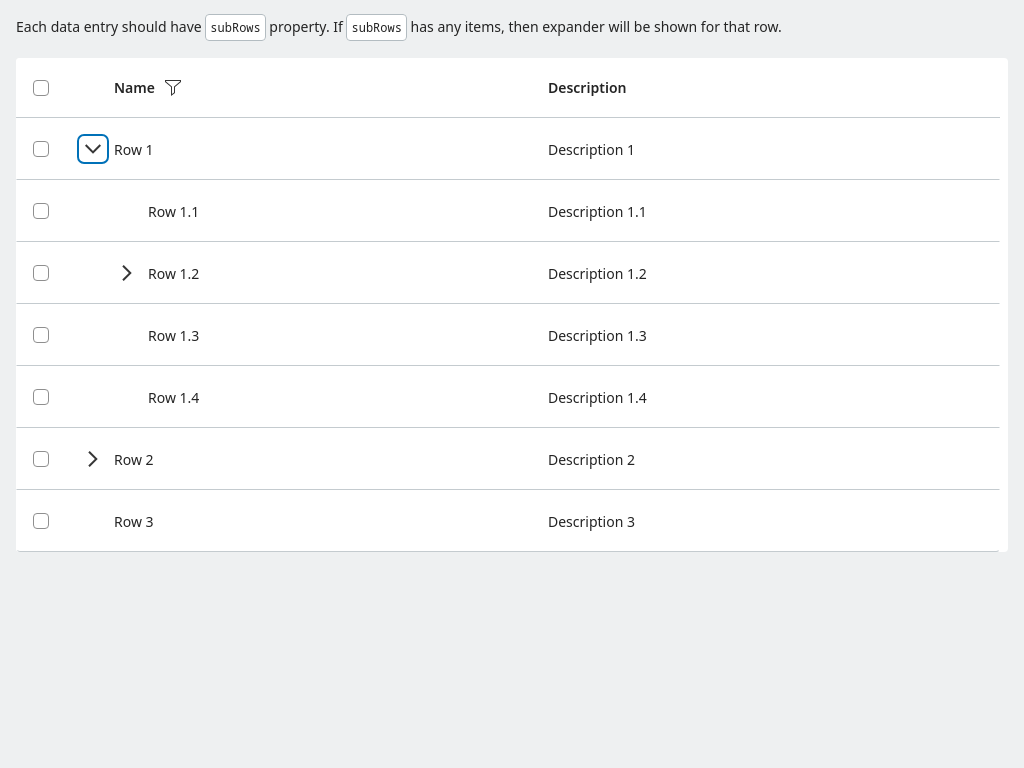 Each data entry should have subRows property. If subRows has any items, then expander will be shown for that row.
Name Description
Row 1 Description 1
Row 1.1 Description 1.1
Row 1.2 Description 1.2
Row 1.3 Description 1.3
Row 1.4 Description 1.4
Row 2 Description 2
Row 3 Description 3